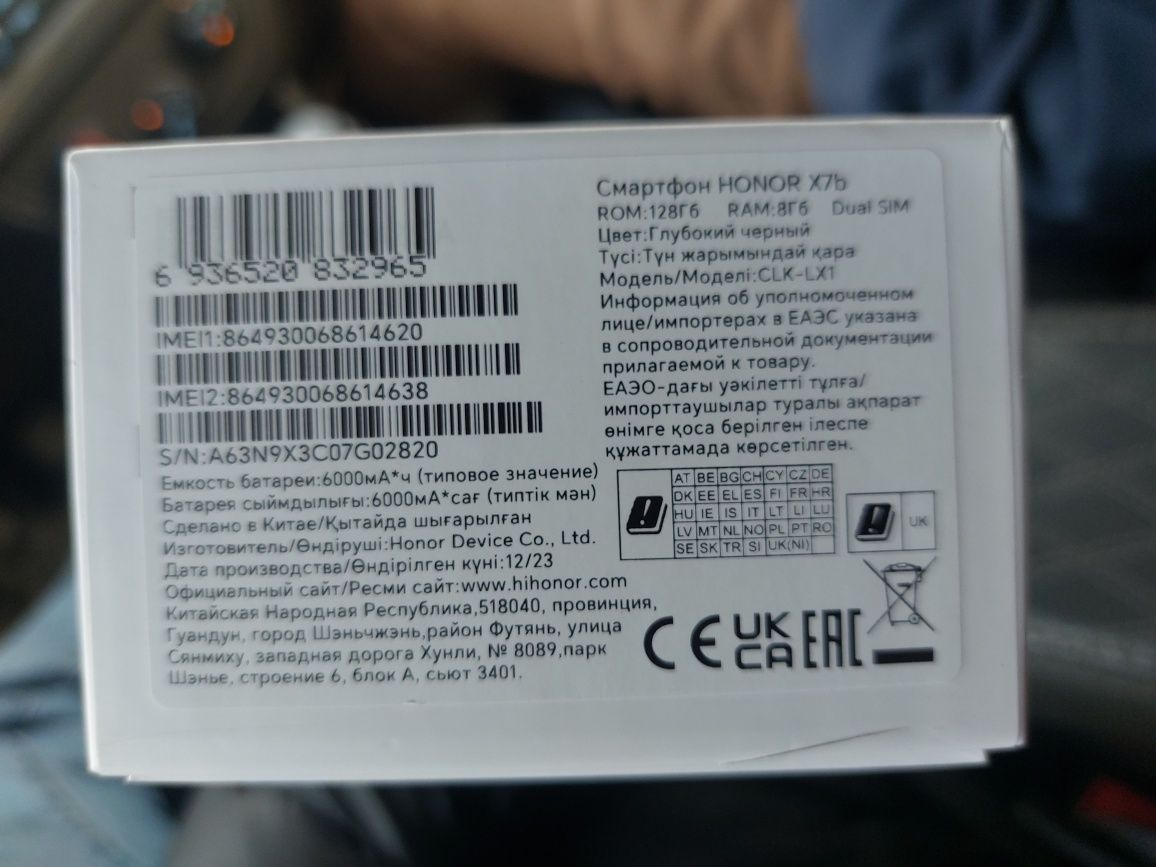 6 936520 832965
IMEI1:864930068614620
IMEI2:864930068614638
S/N:A63N9X3C07G02820
Емкость батареи:6000мА*ч (типовое значение)
Батарея сыймдылығы:6000мА*сағ (типтік мән)
Сделано в Китае/Қытайда шығарылған
Изготовитель/Өндіруші:Honor Device Co., Ltd.
Дата производства/Өндірілген күні:12/23
Официальный сайт/Ресми сайт:www.hihonor.com
Китайская Народная Республика,518040, провинция,
Гуандун, город Шэньчжэнь,район Футянь, улица
Сянмиху, западная дорога Хунли, № 8089,парк
Шэнье, строение 6, блок А, сьют 3401.
Смартфон HONOR X7b
ROM:128Гб RAM:8Гб Dual SIM
Цвет:Глубокий черный
Түсі:Түн жарымындай қара
Модель/Моделі:CLK-LX1
Информация об уполномоченном
лице/импортерах в ЕАЭС указана
в сопроводительной документации
прилагаемой к товару.
ЕАЭО-дағы уәкілетті тұлға/
импорттаушылар туралы ақпарат
өнімге қоса берілген ілеспе
құжаттамада көрсетілген.
AT BE BG CH CY CZ DE
DK EE EL ES FI FR HR
HU IE IS IT LT LI LU
LV MT NL NO PL PT RO
SE SK TR SI UK(NI)
UK
CE UK CA EAC